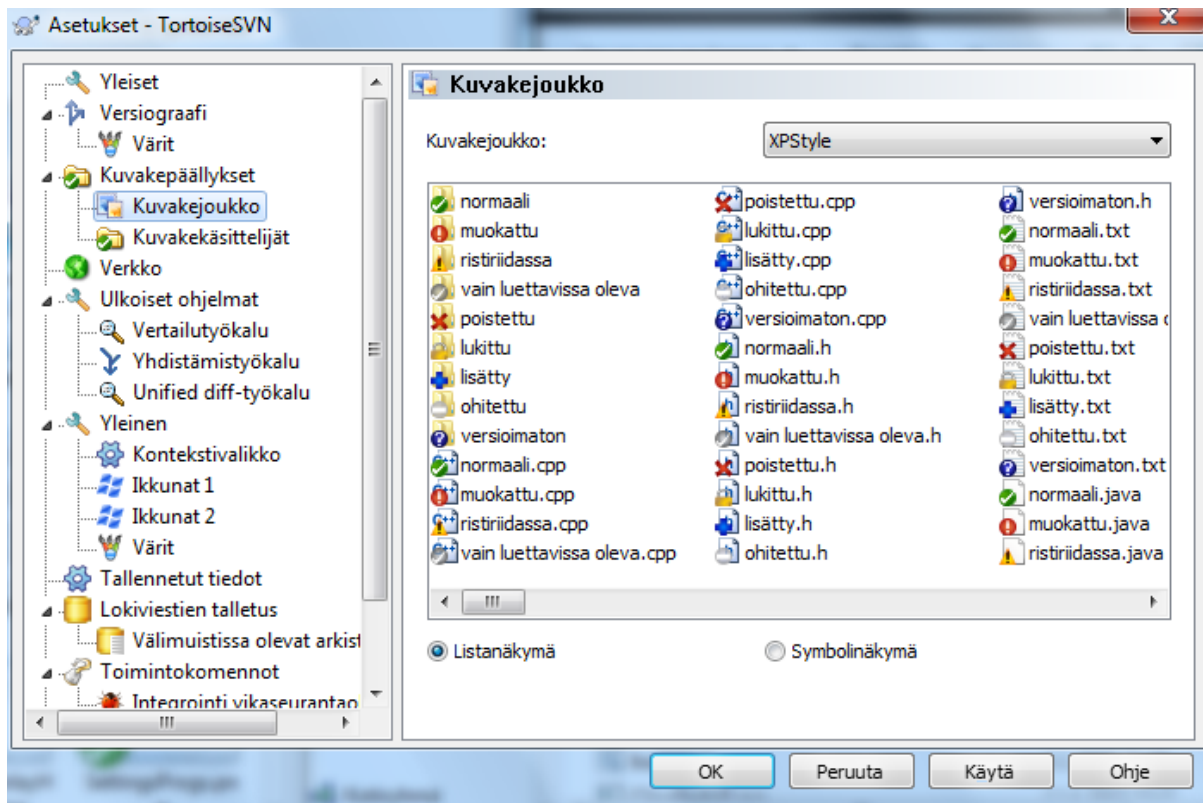 Asetukset - TortoiseSVN
Yleiset
Versiograafi
Värit
Kuvakepäällykset
Kuvakejoukko
Kuvakekäsittelijät
Verkko
Ulkoiset ohjelmat
Vertailutyökalu
Yhdistämistyökalu
Unified diff-työkalu
Yleinen
Kontekstivalikko
Ikkunat 1
Ikkunat 2
Värit
Tallennetut tiedot
Lokiviestien talletus
Välimuistissa olevat arkist
Toimintokomennot
Integrointi vikaseurantao
Kuvakejoukko
Kuvakejoukko:
XPStyle
normaali
muokattu
ristiriidassa
vain luettavissa oleva
poistettu
lukittu
lisätty
ohitettu
versioimaton
normaali.cpp
muokattu.cpp
ristiriidassa.cpp
vain luettavissa oleva.cpp
poistettu.cpp
lukittu.cpp
lisätty.cpp
ohitettu.cpp
versioimaton.cpp
normaali.h
muokattu.h
ristiriidassa.h
vain luettavissa oleva.h
poistettu.h
lukittu.h
lisätty.h
ohitettu.h
versioimaton.h
normaali.txt
muokattu.txt
ristiriidassa.txt
vain luettavissa
poistettu.txt
lukittu.txt
lisätty.txt
ohitettu.txt
versioimaton.txt
normaali.java
muokattu.java
ristiriidassa.java
Listanäkymä
Symbolinäkymä
OK
Peruuta
Käytä
Ohje